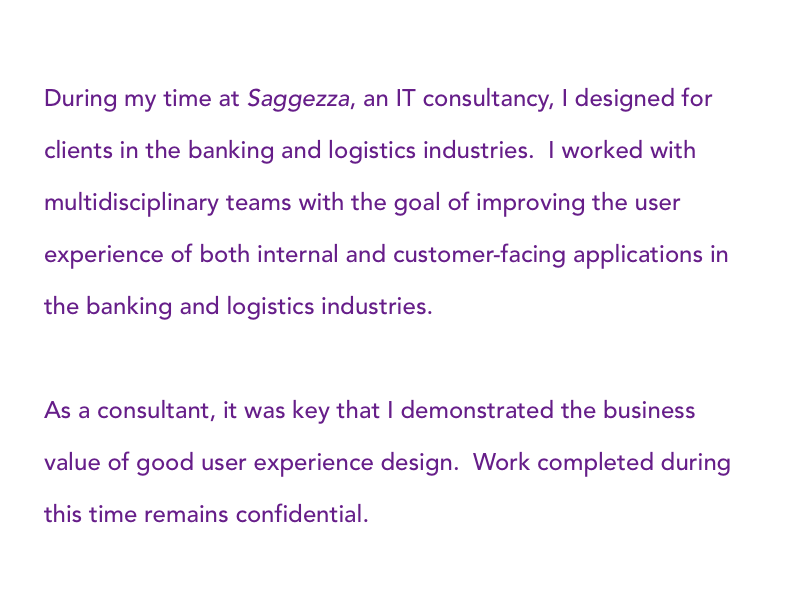 During my time at Saggezza, an IT consultancy, I designed for
clients in the banking and logistics industries.  I worked with
multidisciplinary teams with the goal of improving the user
experience of both internal and customer-facing applications in
the banking and logistics industries.
As a consultant, it was key that I demonstrated the business
value of good user experience design.  Work completed during
this time remains confidential.